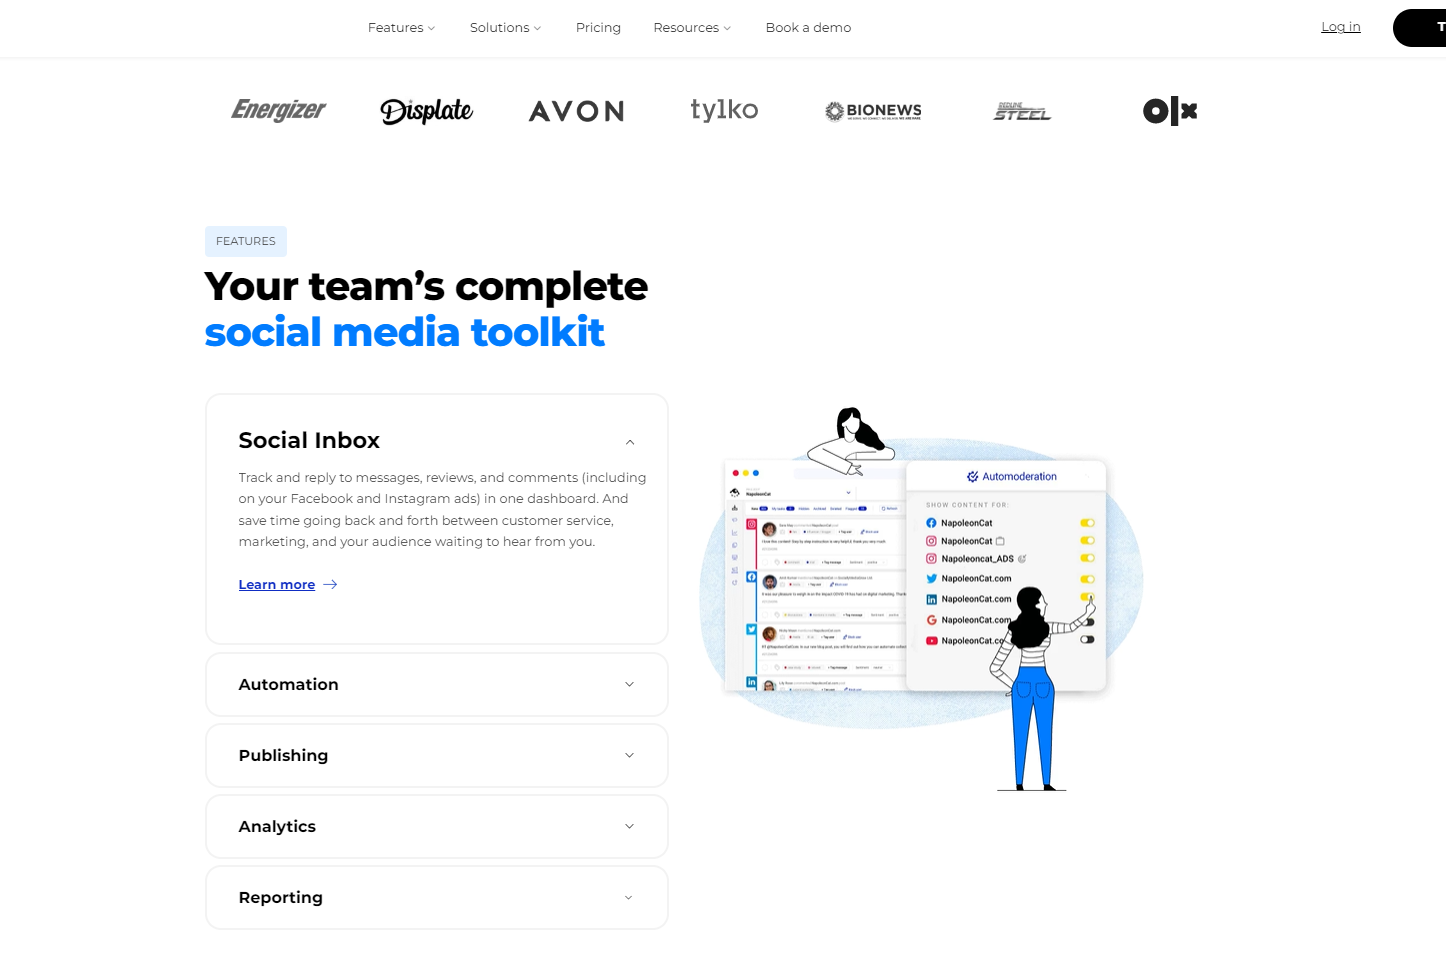 Features
Solutions
Pricing
Resources
Book a demo
Log in
Energizer
Displate
AVON
tylko
BIONEWS
REDLINE
STEEL
olx
FEATURES
Your team’s complete
social media toolkit
Social Inbox
Track and reply to messages, reviews, and comments (including
on your Facebook and Instagram ads) in one dashboard. And
save time going back and forth between customer service,
marketing, and your audience waiting to hear from you.
Learn more
Automation
Publishing
Analytics
Reporting
NapoleonCat
Automoderation
SHOW CONTENT FOR:
NapoleonCat
NapoleonCat
Napoleoncat_ADS
NapoleonCat.com
NapoleonCat.com
NapoleonCat.com
NapoleonCat.co